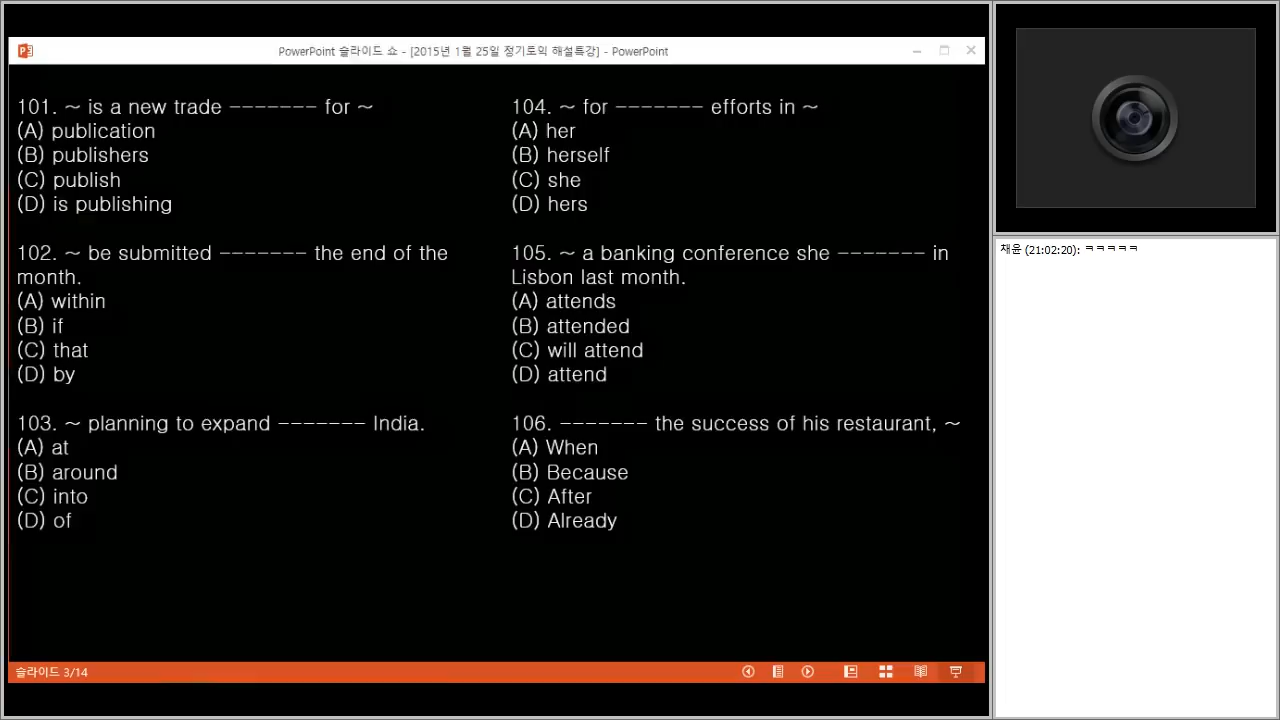 PowerPoint 슬라이드 쇼 - [2015년 1월 25일 정기토익 해설특강] - PowerPoint
101. ~ is a new trade ------- for ~
(A) publication
(B) publishers
(C) publish
(D) is publishing
102. ~ be submitted ------- the end of the
month.
(A) within
(B) if
(C) that
(D) by
103. ~ planning to expand ------- India.
(A) at
(B) around
(C) into
(D) of
104. ~ for ------- efforts in ~
(A) her
(B) herself
(C) she
(D) hers
105. ~ a banking conference she ------- in
Lisbon last month.
(A) attends
(B) attended
(C) will attend
(D) attend
106. ------- the success of his restaurant, ~
(A) When
(B) Because
(C) After
(D) Already
슬라이드 3/14
채윤 (21:02:20): ㅋㅋㅋㅋㅋ